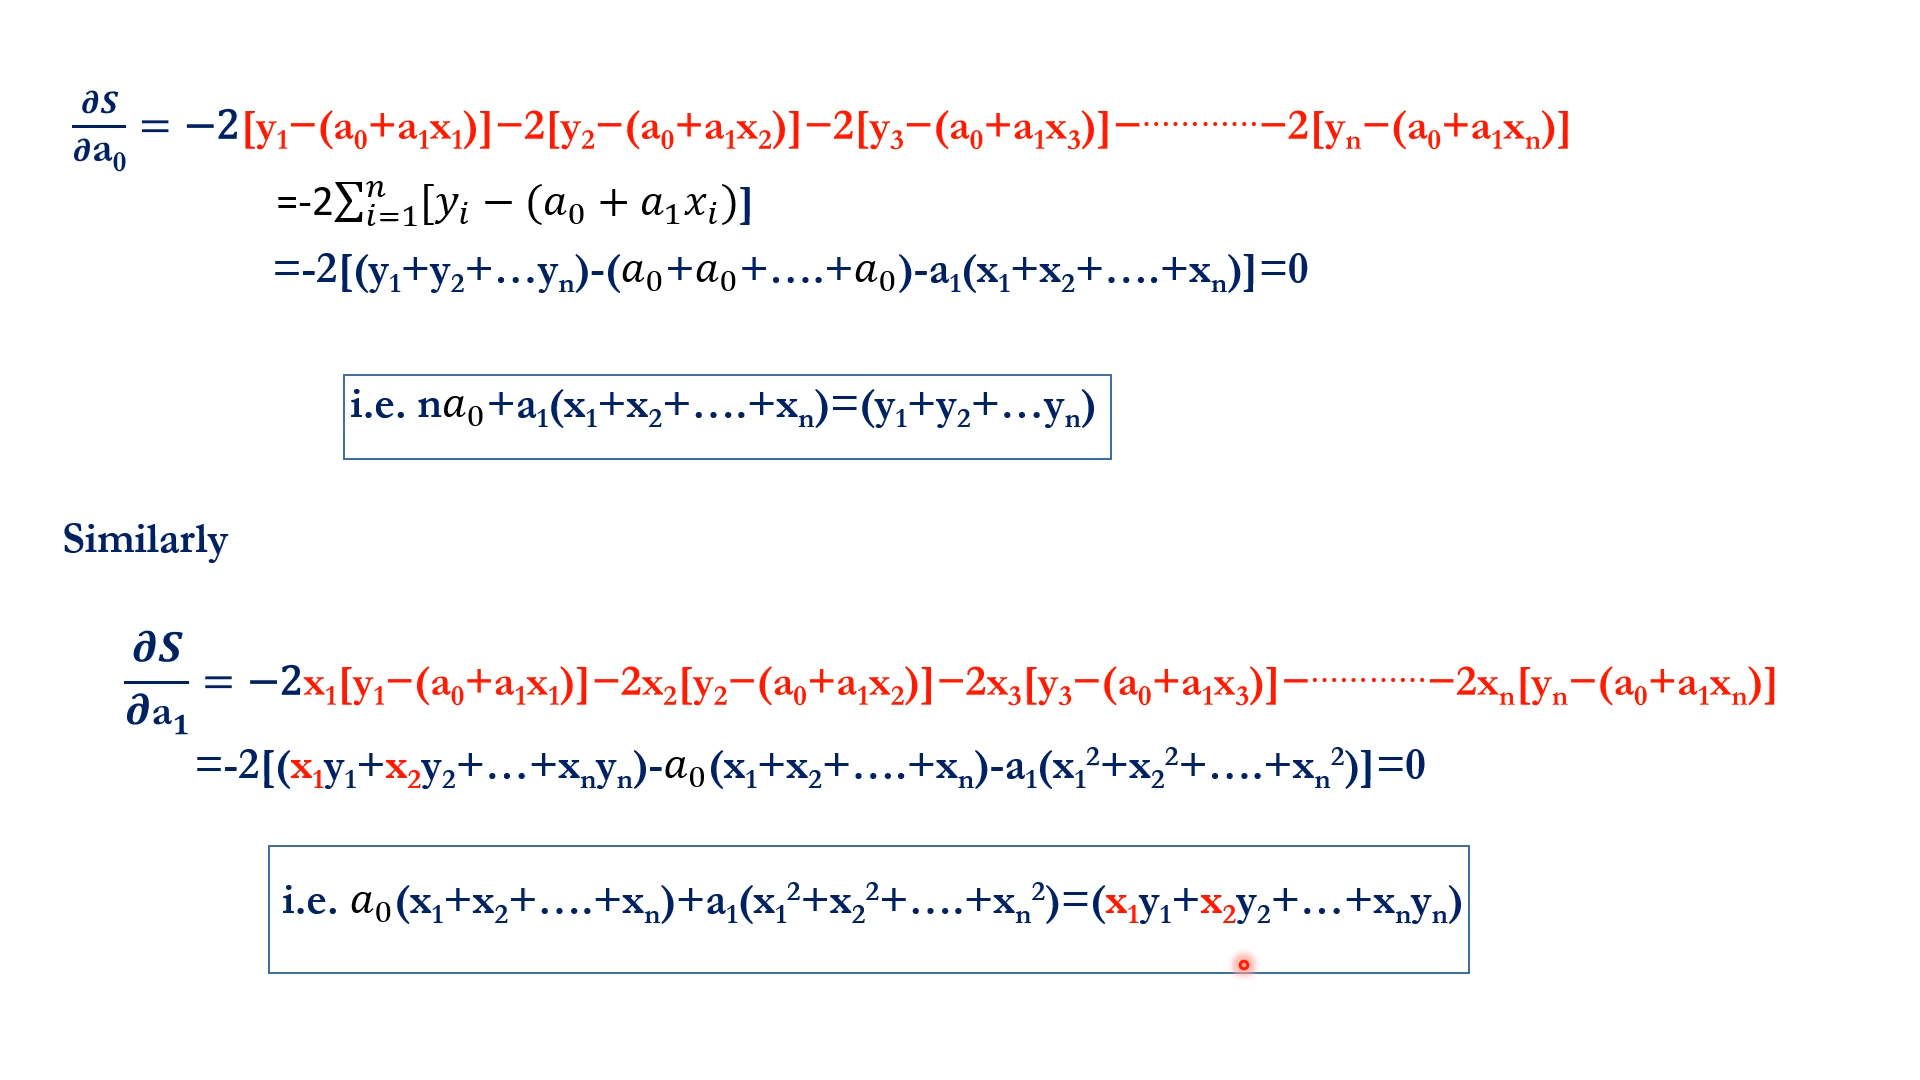 ∂S/∂a₀ = −2[y₁−(a₀+a₁x₁)]−2[y₂−(a₀+a₁x₂)]−2[y₃−(a₀+a₁x₃)]−⋯⋯⋯⋯−2[yₙ−(a₀+a₁xₙ)]
=-2∑ⁿᵢ₌₁[yᵢ − (a₀ + a₁xᵢ)]
=-2[(y₁+y₂+…yₙ)-(a₀+a₀+….+a₀)-a₁(x₁+x₂+….+xₙ)]=0
i.e. na₀+a₁(x₁+x₂+….+xₙ)=(y₁+y₂+…yₙ)
Similarly
∂S/∂a₁ = −2x₁[y₁−(a₀+a₁x₁)]−2x₂[y₂−(a₀+a₁x₂)]−2x₃[y₃−(a₀+a₁x₃)]−⋯⋯⋯⋯−2xₙ[yₙ−(a₀+a₁xₙ)]
=-2[(x₁y₁+x₂y₂+…+xₙyₙ)-a₀(x₁+x₂+….+xₙ)-a₁(x₁²+x₂²+….+xₙ²)]=0
i.e. a₀(x₁+x₂+….+xₙ)+a₁(x₁²+x₂²+….+xₙ²)=(x₁y₁+x₂y₂+…+xₙyₙ)